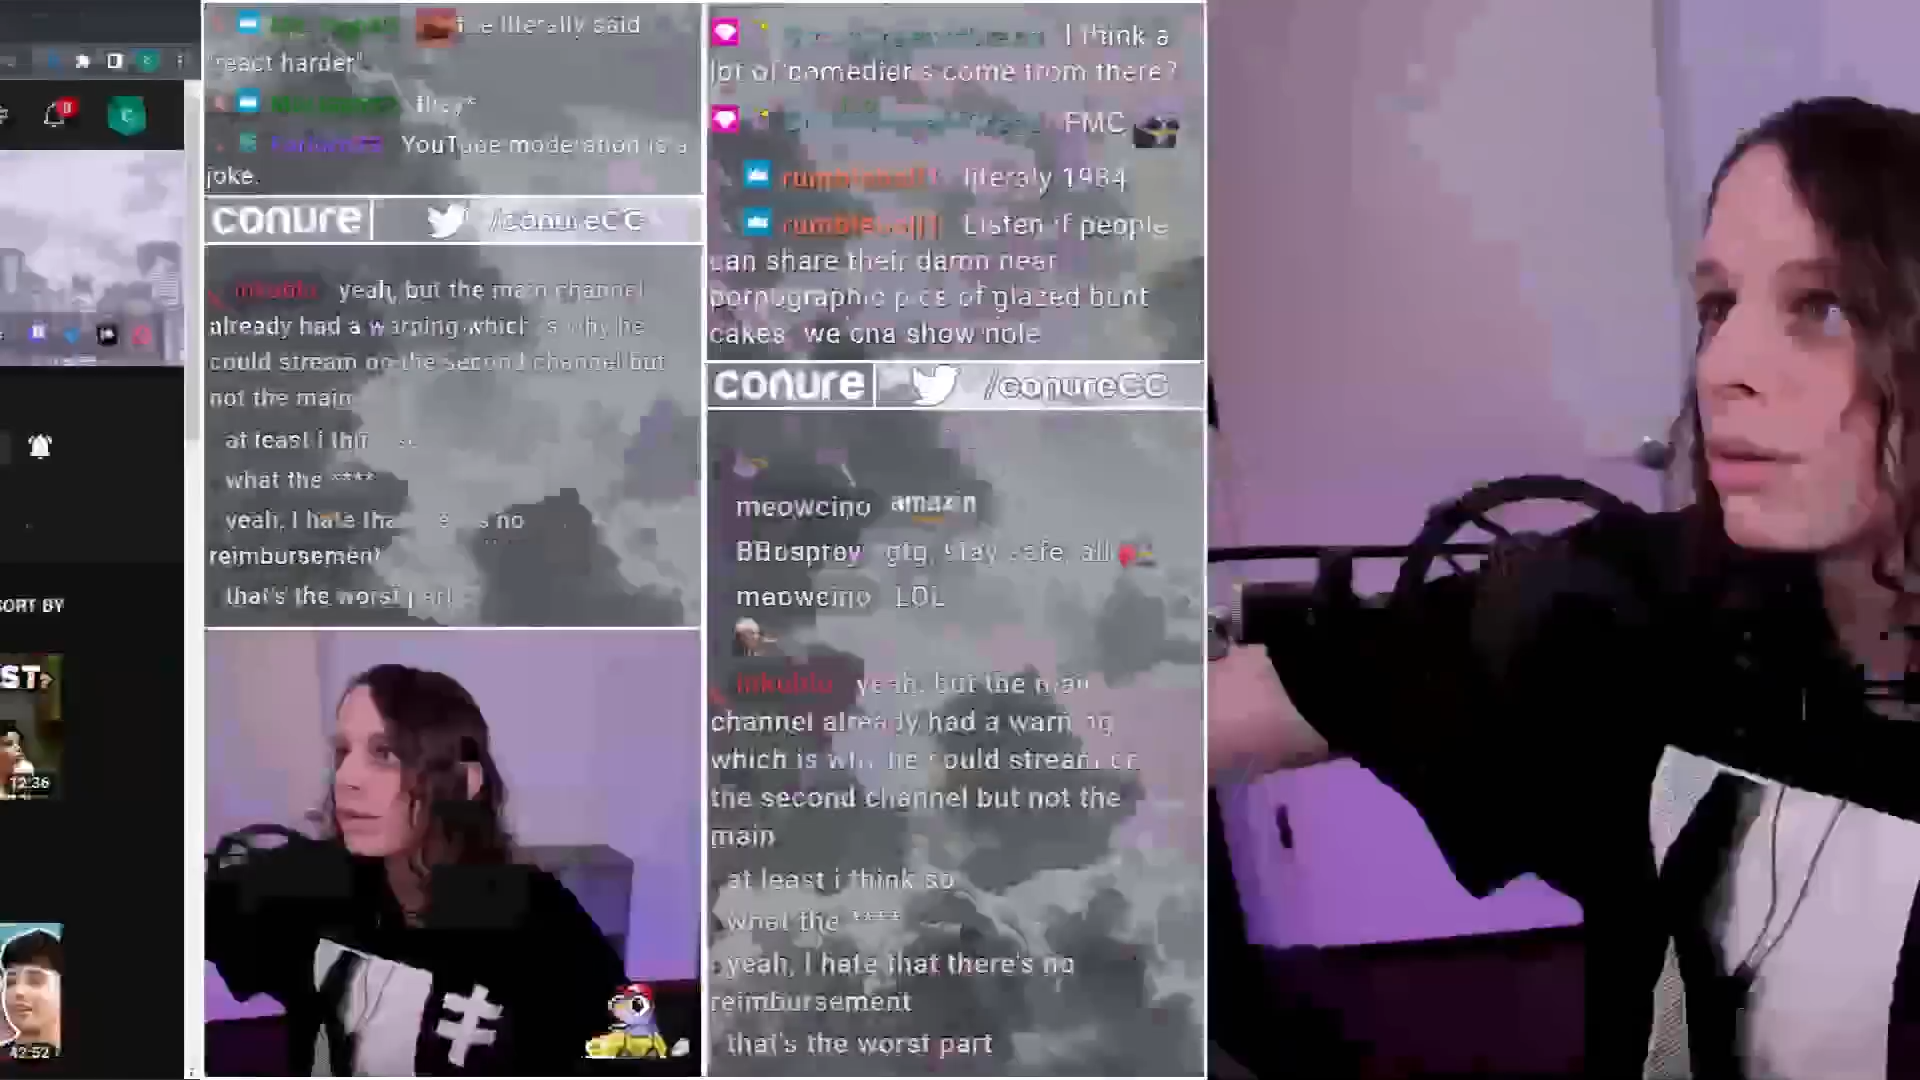 literally said
"react harder"
they*
YouTube moderation is a
joke.
conure
/conureCC
yeah, but the main channel
already had a warning which is why he
could stream on the second channel but
not the main
at least i
what the ****
yeah, I hate no
reimbursement
that's the worst part
SORT BY
ST?
12:36
42:52
I think a
lot of comedians come from there?
FMC
literaly 1984
Listen if people
can share their damn near
pornographic pics of glazed bunt
cakes we cna show nole
conure
/conureCC
meowcino amazin
BBosprey gtg, stay safe, all
meowcino LOL
inkublu yeah, but the main
channel already had a warning
which is why he could stream on
the second channel but not the
main
at least i think so
what the ****
yeah, I hate that there's no
reimbursement
that's the worst part
キ